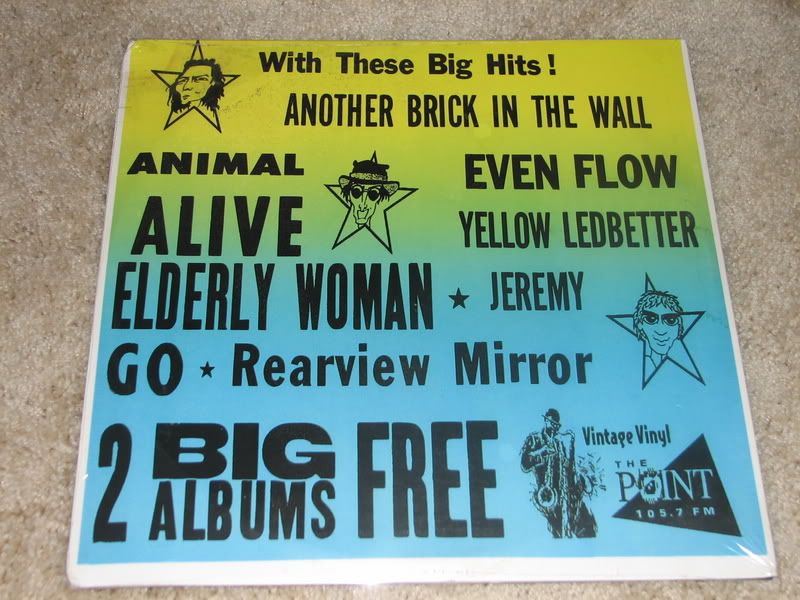 With These Big Hits!
ANOTHER BRICK IN THE WALL
ANIMAL
EVEN FLOW
ALIVE
YELLOW LEDBETTER
ELDERLY WOMAN ★ JEREMY
GO ★ Rearview Mirror
2 BIG ALBUMS FREE
Vintage Vinyl
THE
POINT
105.7 FM